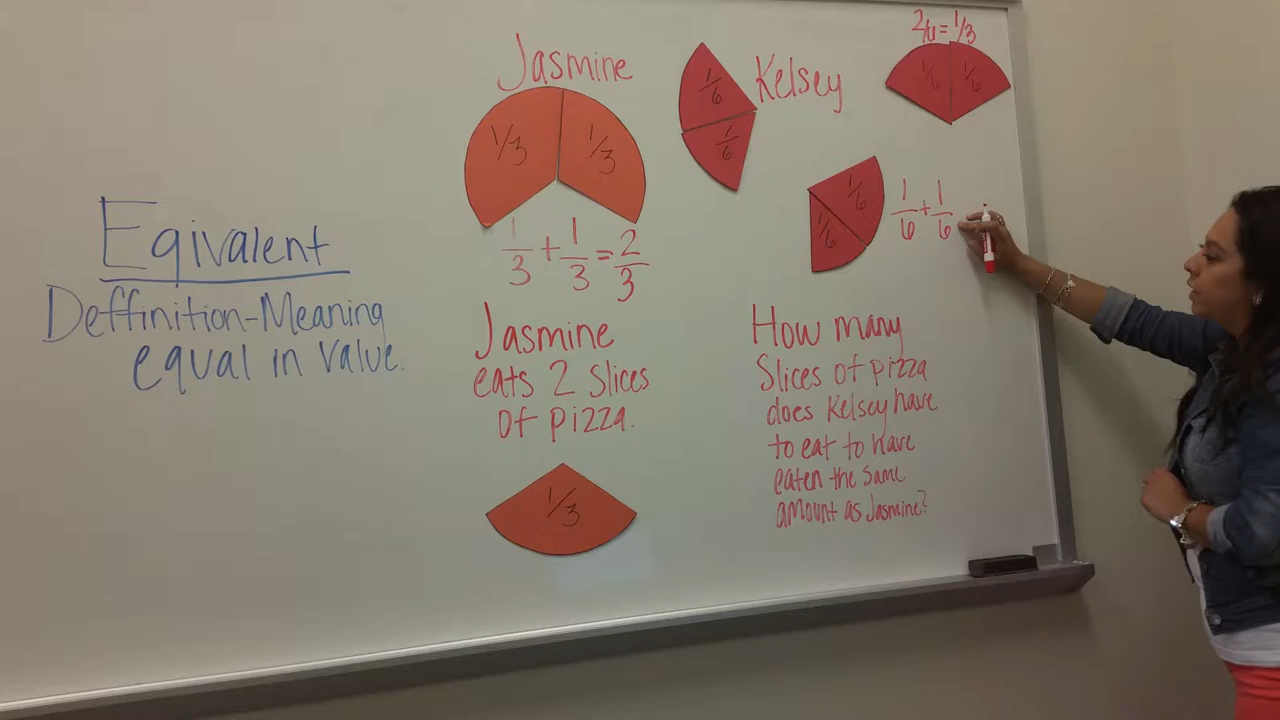 Eqivalent
Deffinition-Meaning
equal in value.
Jasmine
1/3 1/3
1/3 + 1/3 = 2/3
Jasmine
eats 2 slices
of pizza.
1/3
Kelsey
1/6
1/6
2/6 = 1/3
1/6 1/6
1/6
1/6
1/6 + 1/6
How many
Slices of pizza
does Kelsey have
to eat to have
eaten the same
amount as Jasmine?